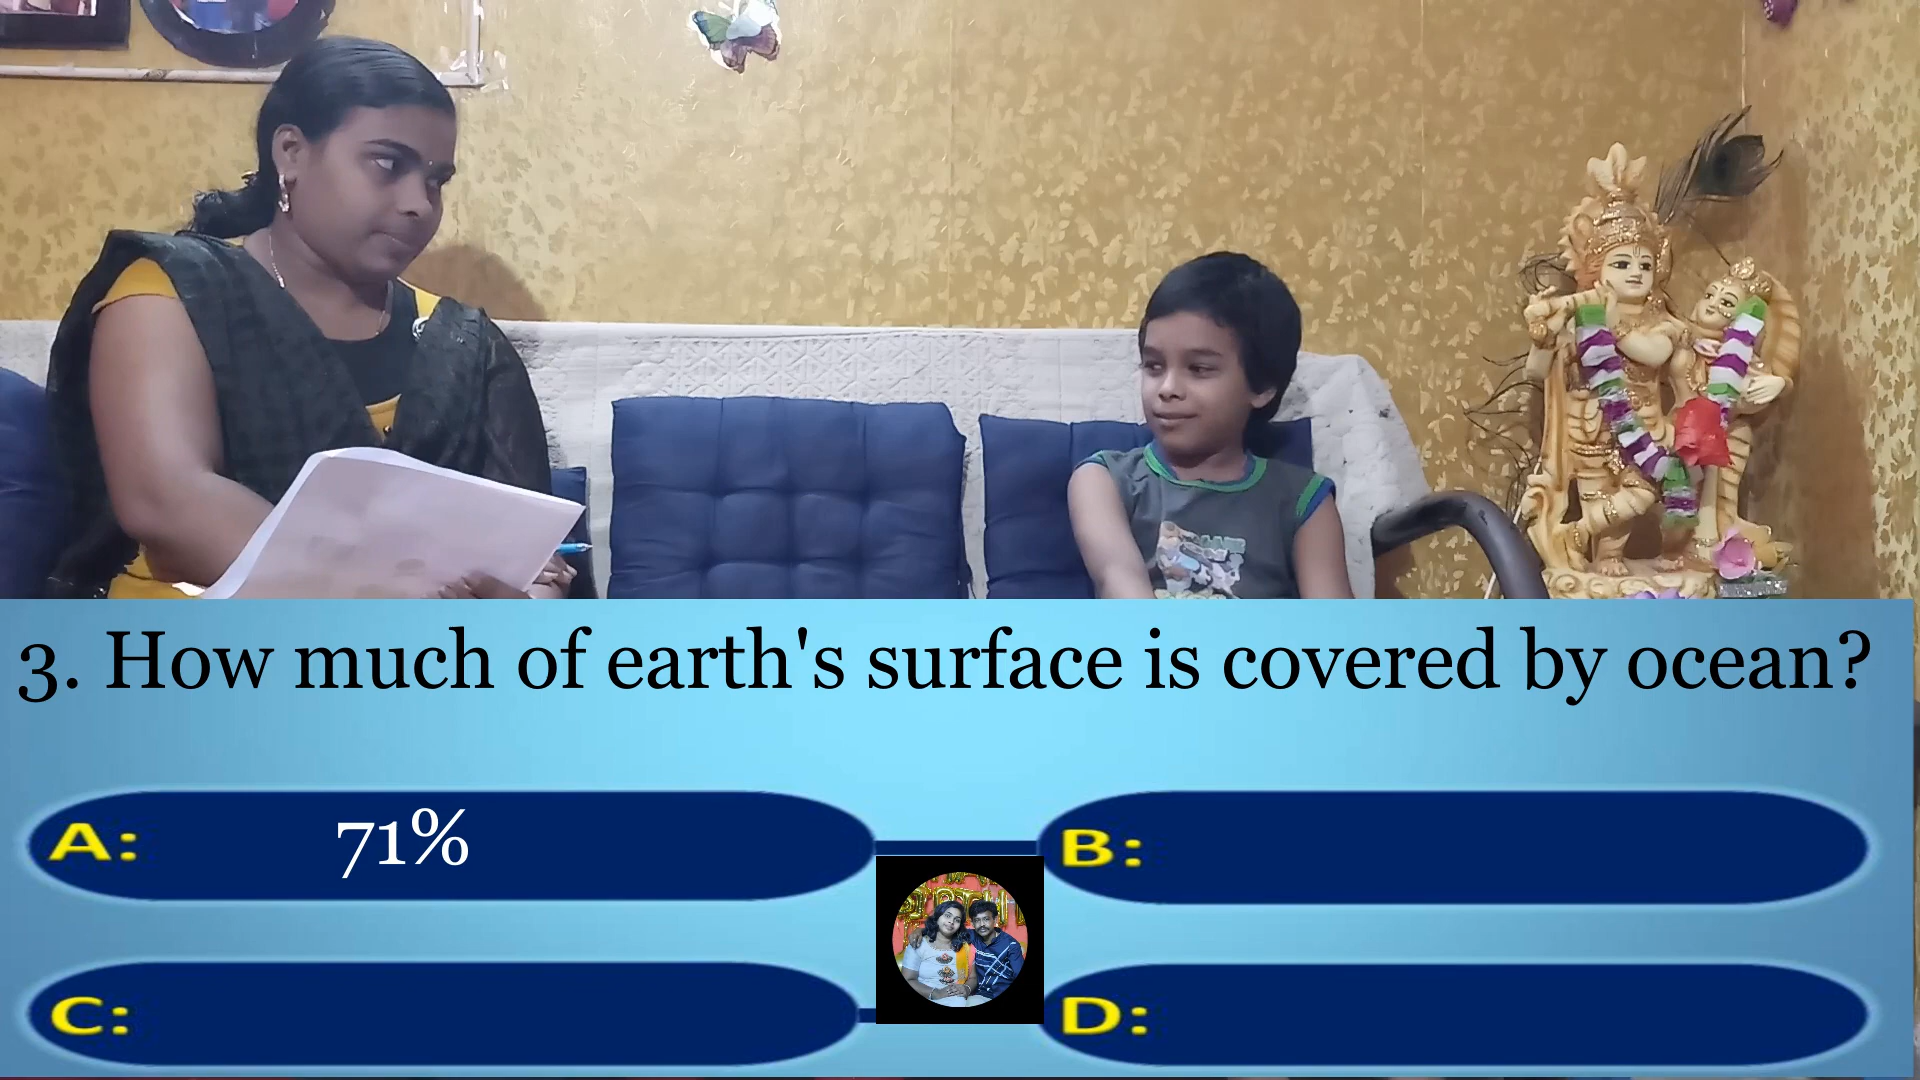 3. How much of earth's surface is covered by ocean?
A: 71%
B:
C:
D: